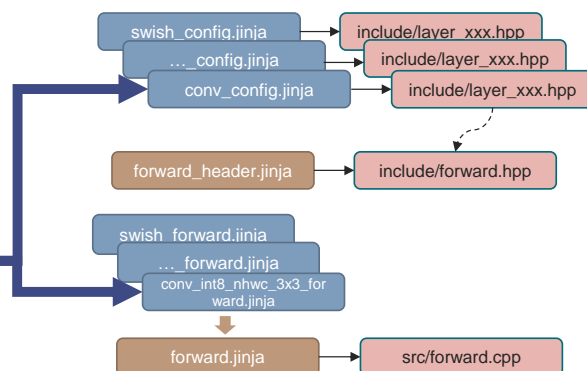 swish_config.jinja
include/layer_xxx.hpp
…_config.jinja
include/layer_xxx.hpp
conv_config.jinja
include/layer_xxx.hpp
forward_header.jinja
include/forward.hpp
swish_forward.jinja
…_forward.jinja
conv_int8_nhwc_3x3_for
ward.jinja
forward.jinja
src/forward.cpp